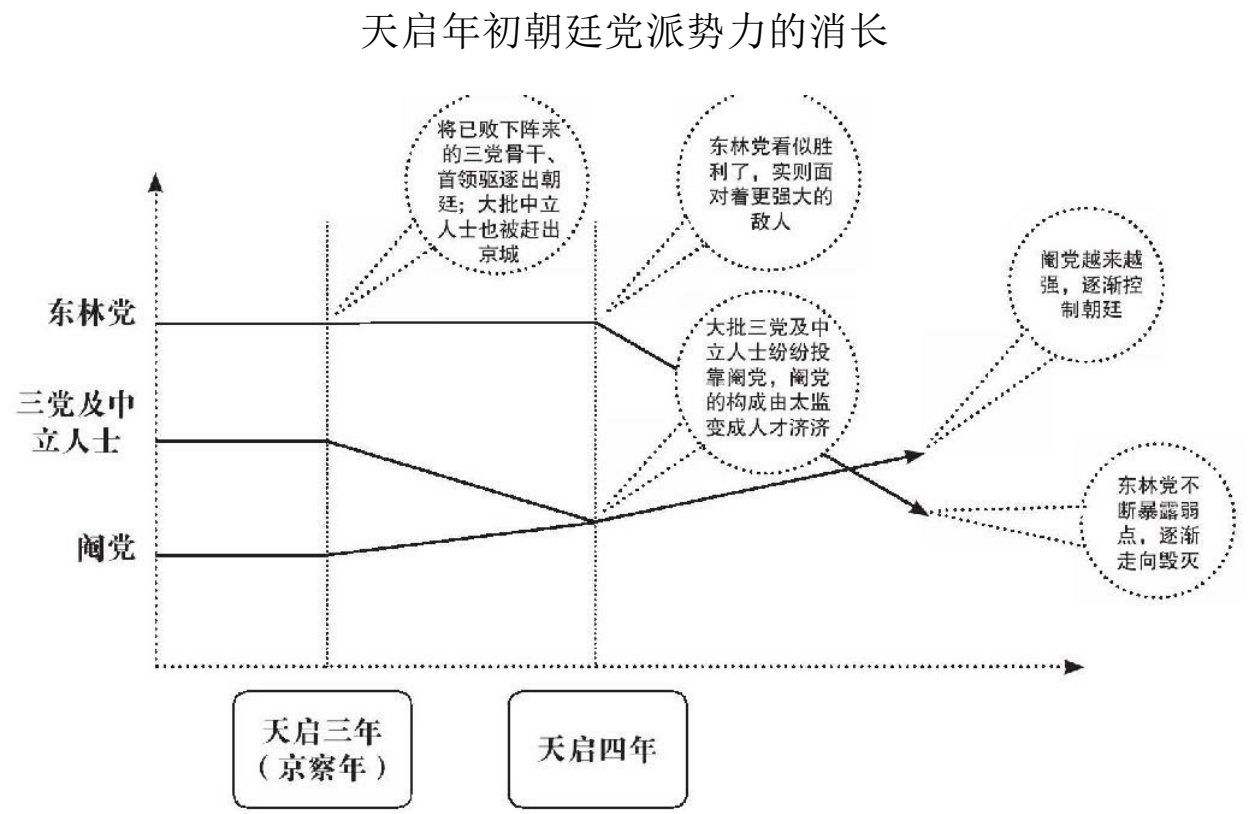 天启年初朝廷党派势力的消长
将已败下阵来
的三党骨干、
首领驱逐出朝
廷；大批中立
人士也被赶出
京城
东林党看似胜
利了，实则面
对着更强大的
敌人
阉党越来越
强，逐渐控
制朝廷
东林党
大批三党及中
立人士纷纷投
靠阉党，阉党
的构成由太监
变成人才济济
三党及中
立人士
东林党不
断暴露弱
点，逐渐
走向毁灭
阉党
天启三年
（京察年）
天启四年